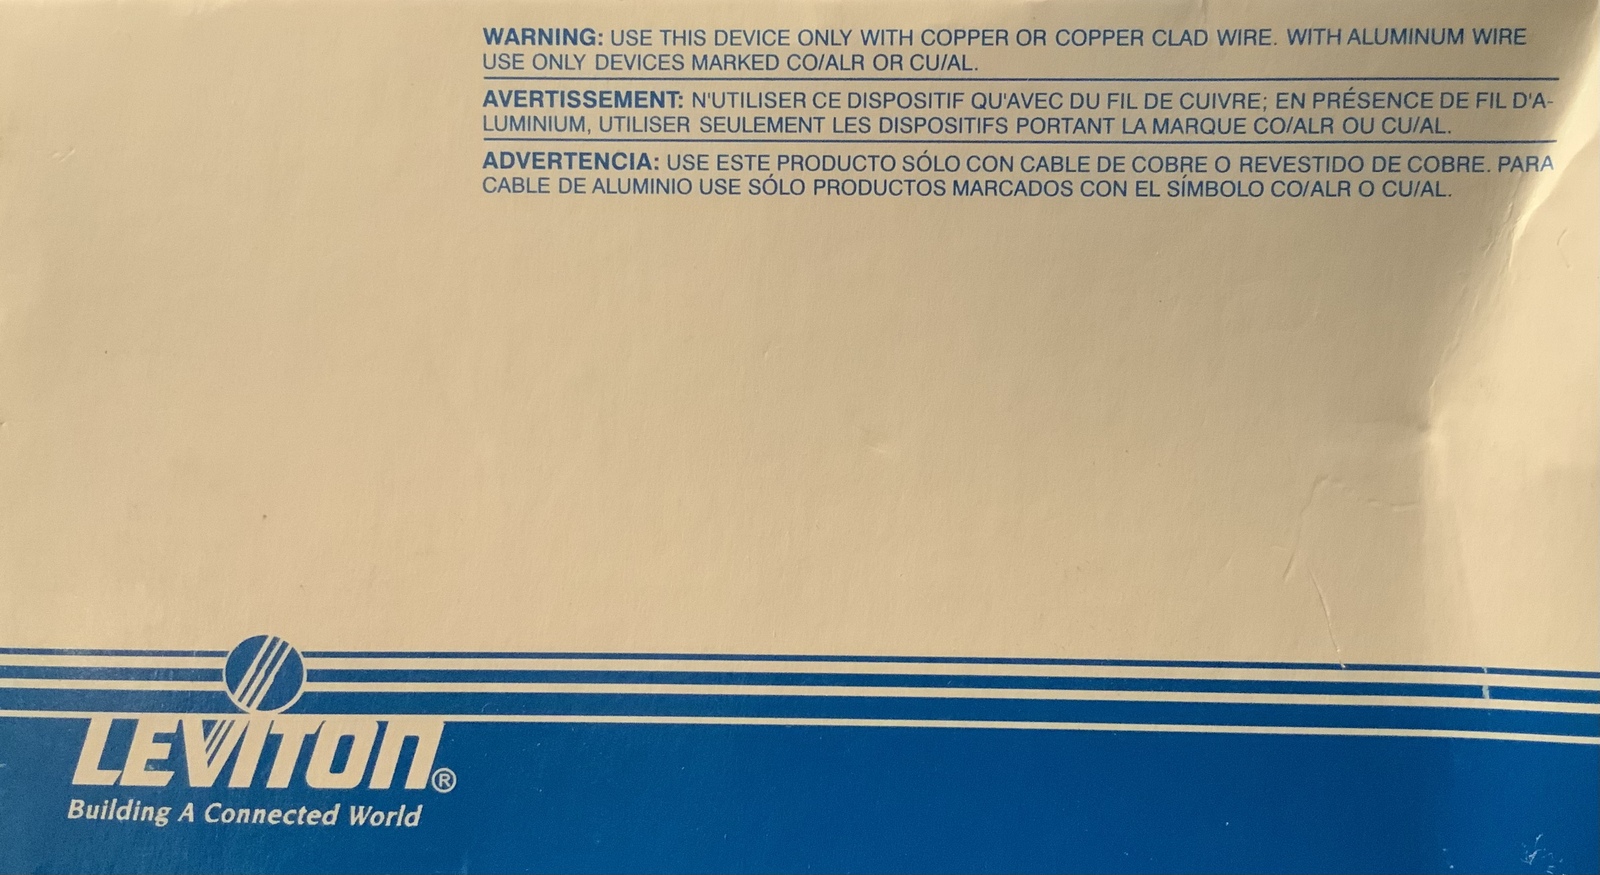 WARNING: USE THIS DEVICE ONLY WITH COPPER OR COPPER CLAD WIRE. WITH ALUMINUM WIRE
USE ONLY DEVICES MARKED CO/ALR OR CU/AL.
AVERTISSEMENT: N'UTILISER CE DISPOSITIF QU'AVEC DU FIL DE CUIVRE; EN PRÉSENCE DE FIL D'A-
LUMINIUM, UTILISER SEULEMENT LES DISPOSITIFS PORTANT LA MARQUE CO/ALR OU CU/AL.
ADVERTENCIA: USE ESTE PRODUCTO SÓLO CON CABLE DE COBRE O REVESTIDO DE COBRE. PARA
CABLE DE ALUMINIO USE SÓLO PRODUCTOS MARCADOS CON EL SÍMBOLO CO/ALR O CU/AL.
LEVITON®
Building A Connected World